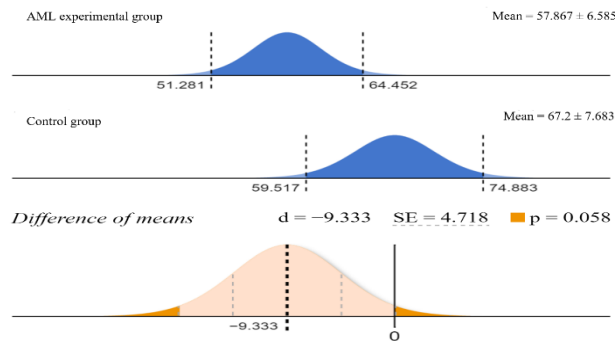 AML experimental group
Mean = 57.867 ± 6.585
51.281 64.452
Control group
Mean = 67.2 ± 7.683
59.517 74.883
Difference of means d = −9.333 SE = 4.718 p = 0.058
−9.333 0